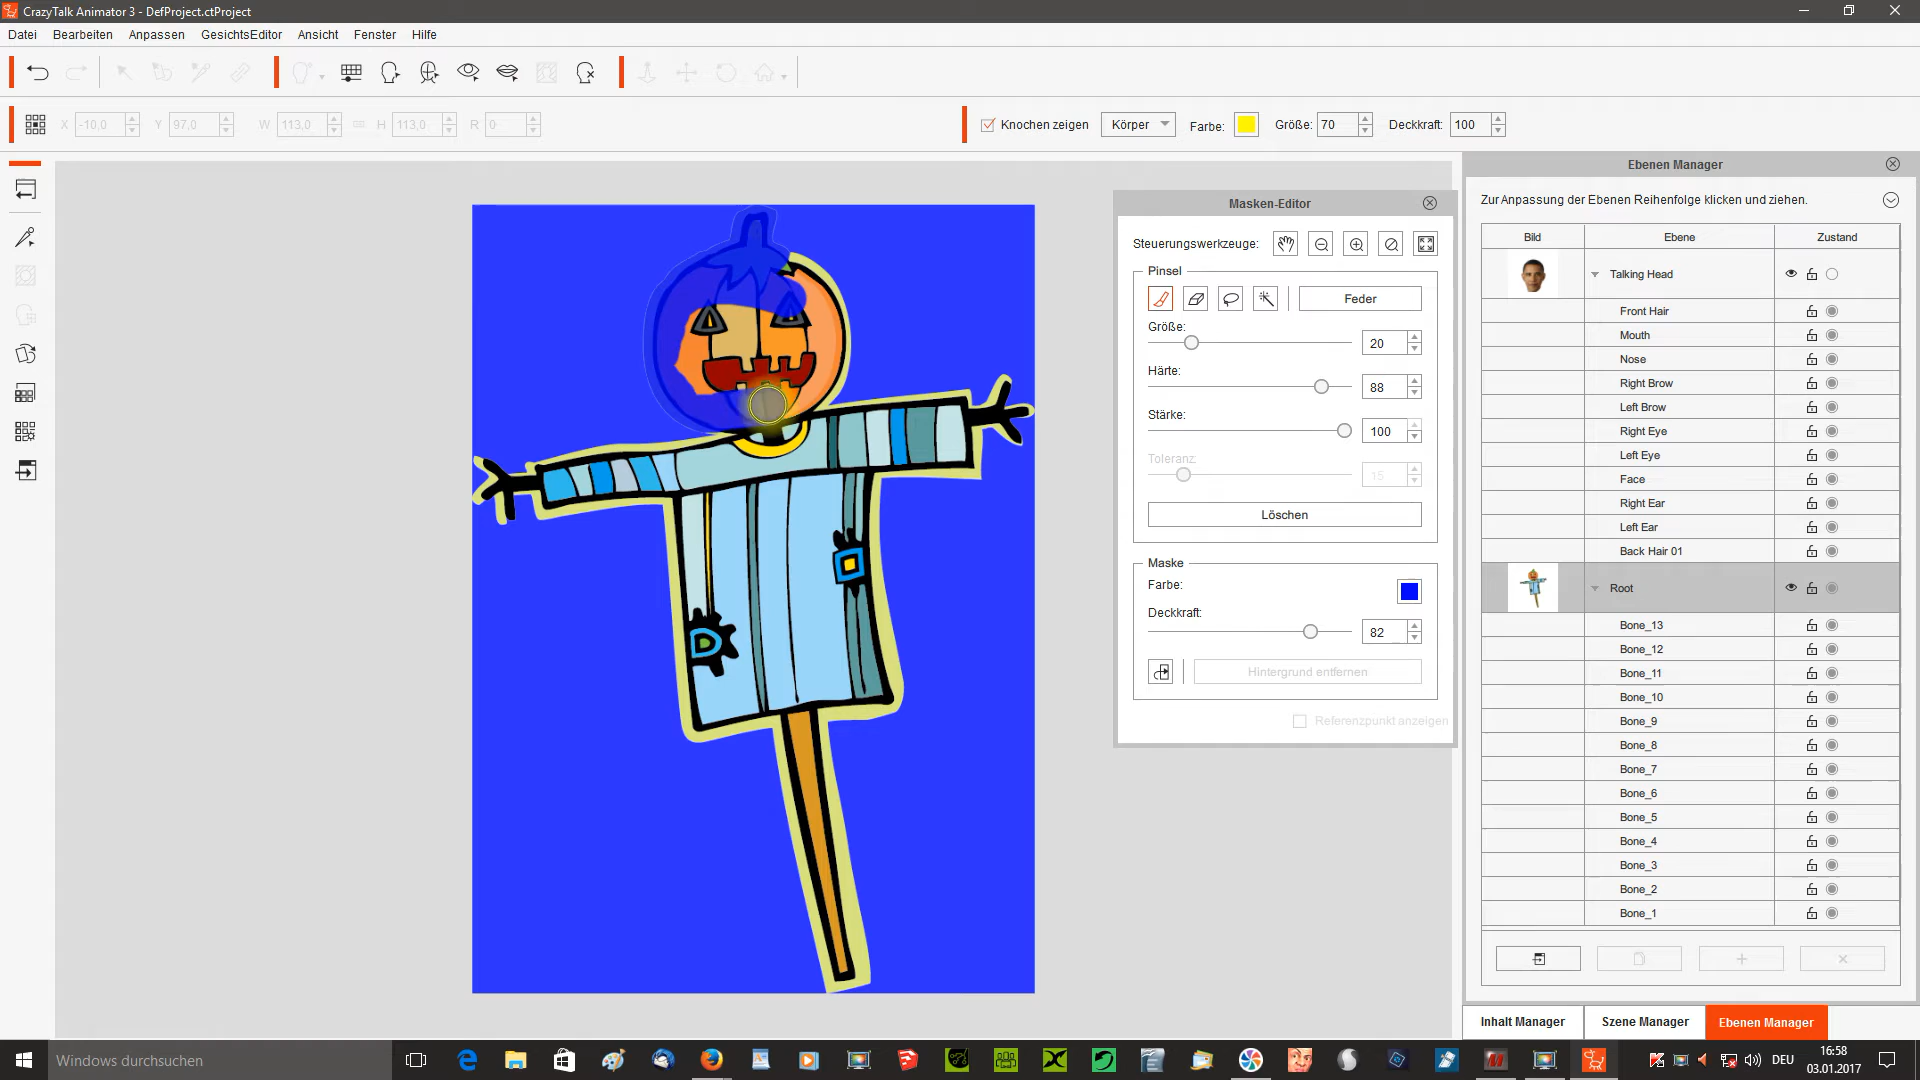 CrazyTalk Animator 3 - DefProject.ctProject
Datei Bearbeiten Anpassen GesichtsEditor Ansicht Fenster Hilfe
X -10,0 Y 97,0 W 113,0 H 113,0 R 0 Knochen zeigen Körper Farbe: Größe: 70 Deckkraft: 100
Ebenen Manager
Zur Anpassung der Ebenen Reihenfolge klicken und ziehen.
Bild Ebene Zustand
Talking Head
Front Hair
Mouth
Nose
Right Brow
Left Brow
Right Eye
Left Eye
Face
Right Ear
Left Ear
Back Hair 01
Root
Bone_13
Bone_12
Bone_11
Bone_10
Bone_9
Bone_8
Bone_7
Bone_6
Bone_5
Bone_4
Bone_3
Bone_2
Bone_1
Masken-Editor
Steuerungswerkzeuge:
Pinsel
Feder
Größe:
20
Härte:
88
Stärke:
100
Toleranz:
15
Löschen
Maske
Farbe:
Deckkraft:
82
Hintergrund entfernen
Referenzpunkt anzeigen
Inhalt Manager Szene Manager Ebenen Manager
Windows durchsuchen
DEU
16:58
03.01.2017